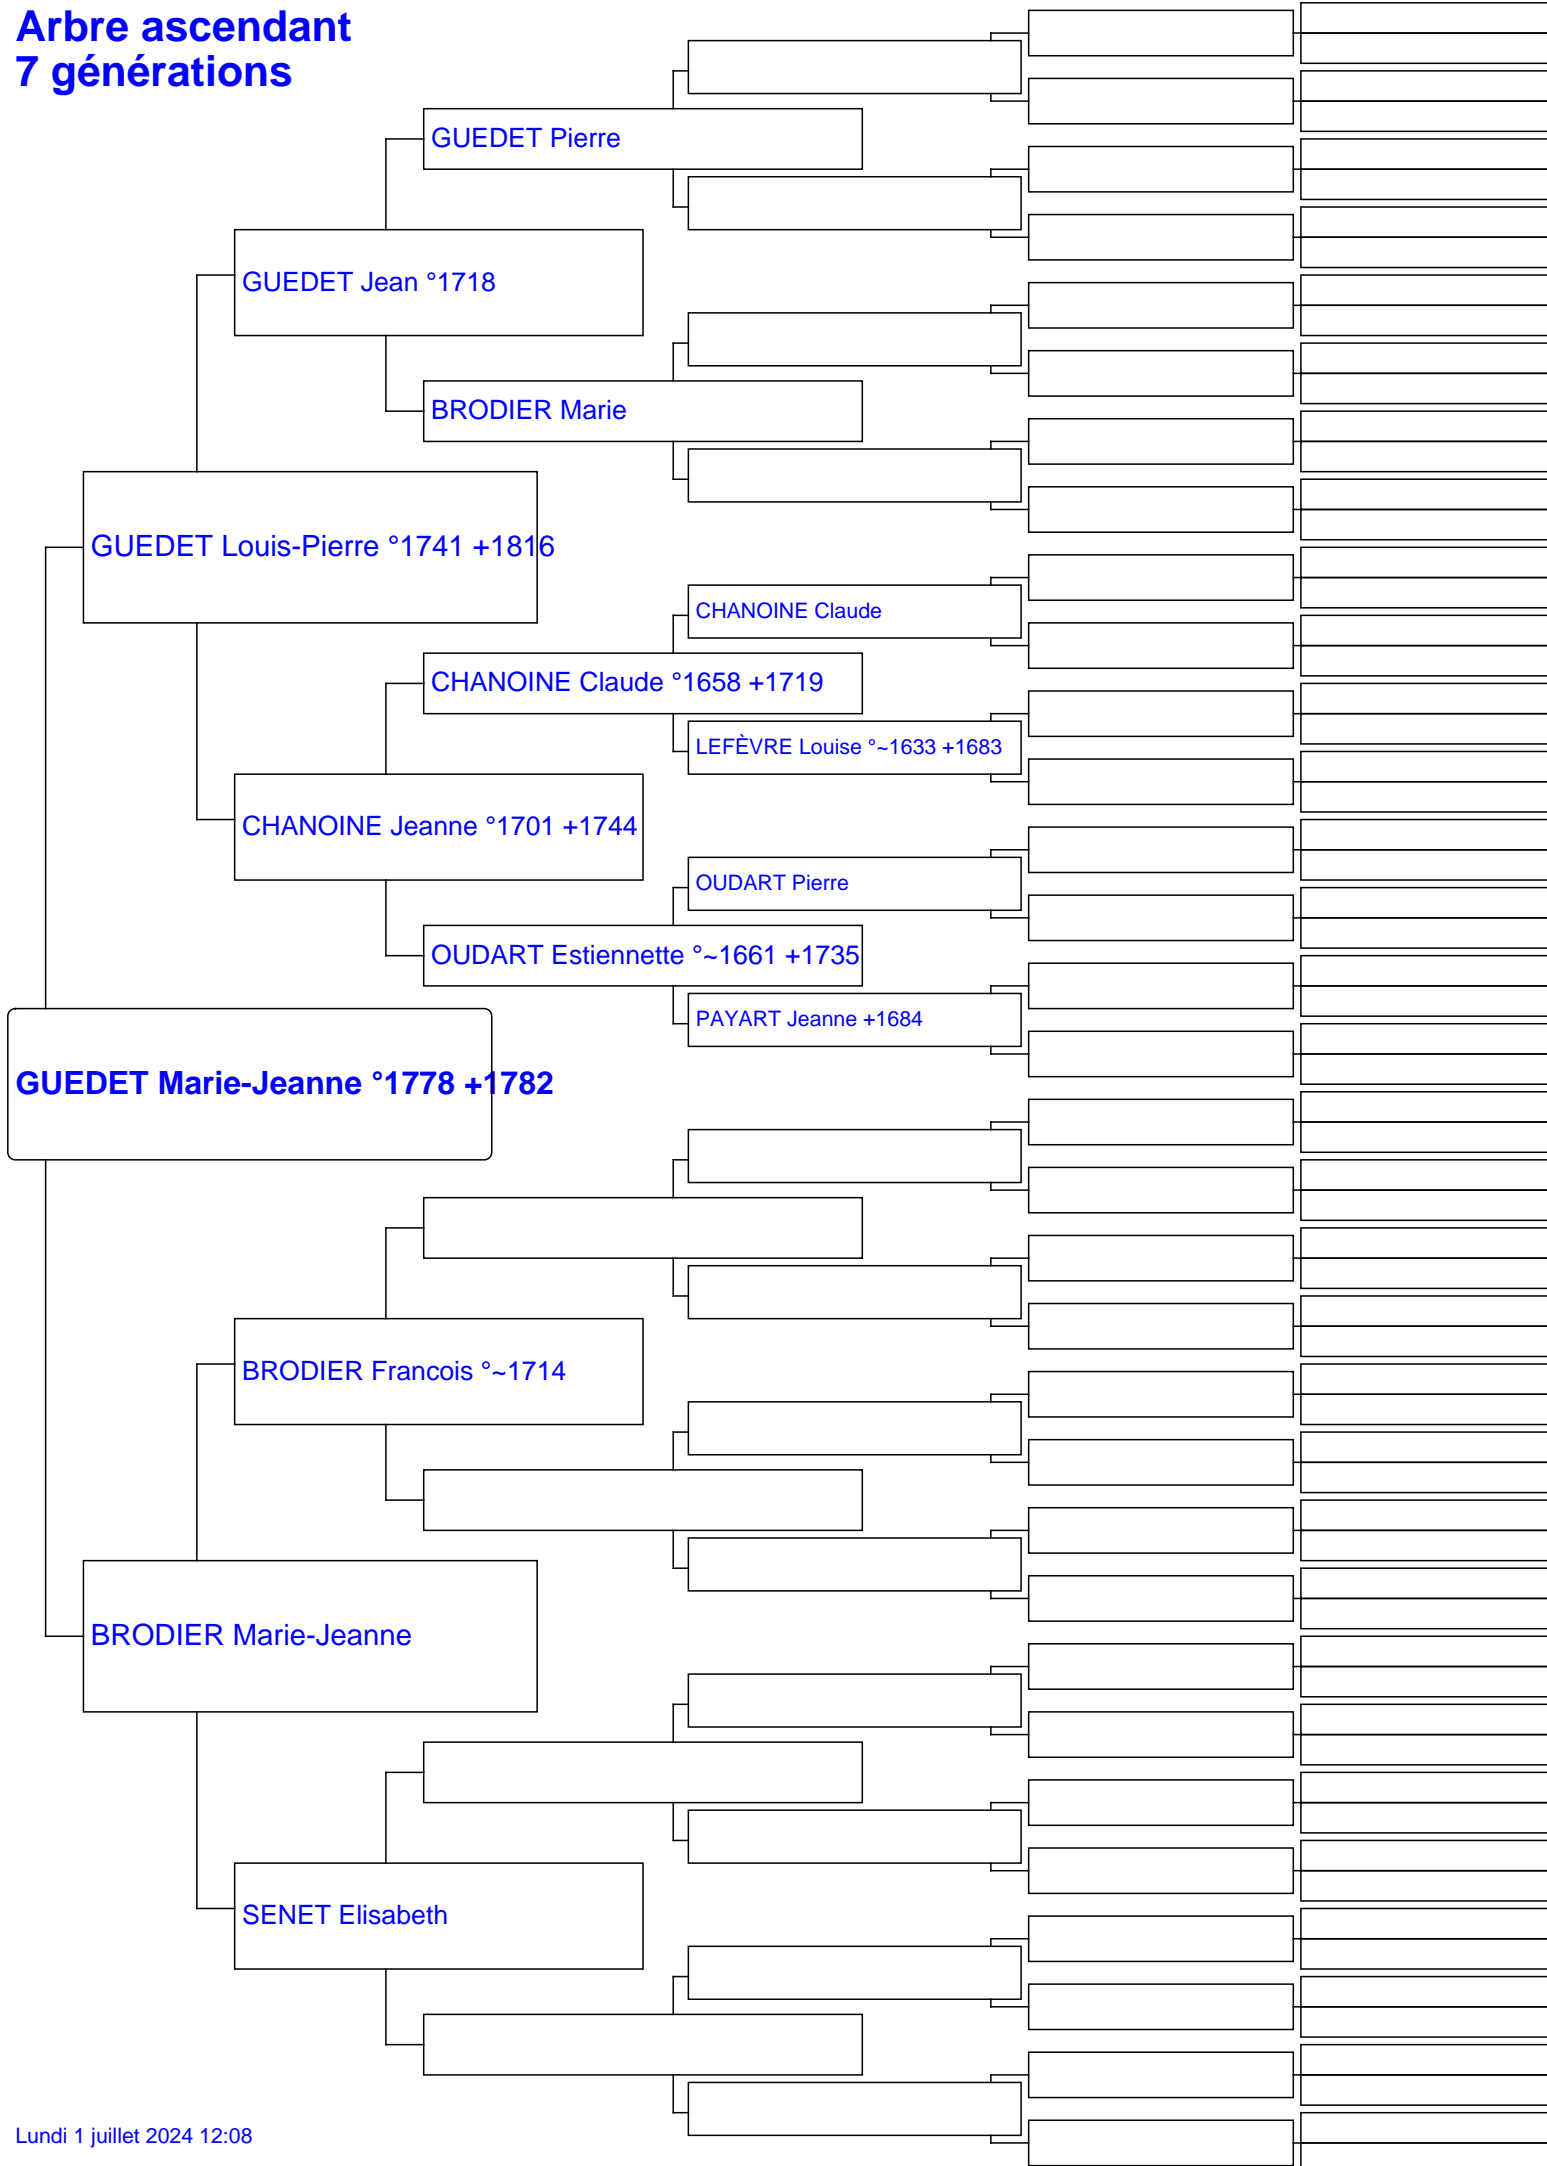 Arbre ascendant
7 générations
GUEDET Pierre
GUEDET Jean °1718
BRODIER Marie
GUEDET Louis-Pierre °1741 +1816
CHANOINE Claude
CHANOINE Claude °1658 +1719
LEFÈVRE Louise °~1633 +1683
CHANOINE Jeanne °1701 +1744
OUDART Pierre
OUDART Estiennette °~1661 +1735
PAYART Jeanne +1684
GUEDET Marie-Jeanne °1778 +1782
BRODIER Francois °~1714
BRODIER Marie-Jeanne
SENET Elisabeth
Lundi 1 juillet 2024 12:08